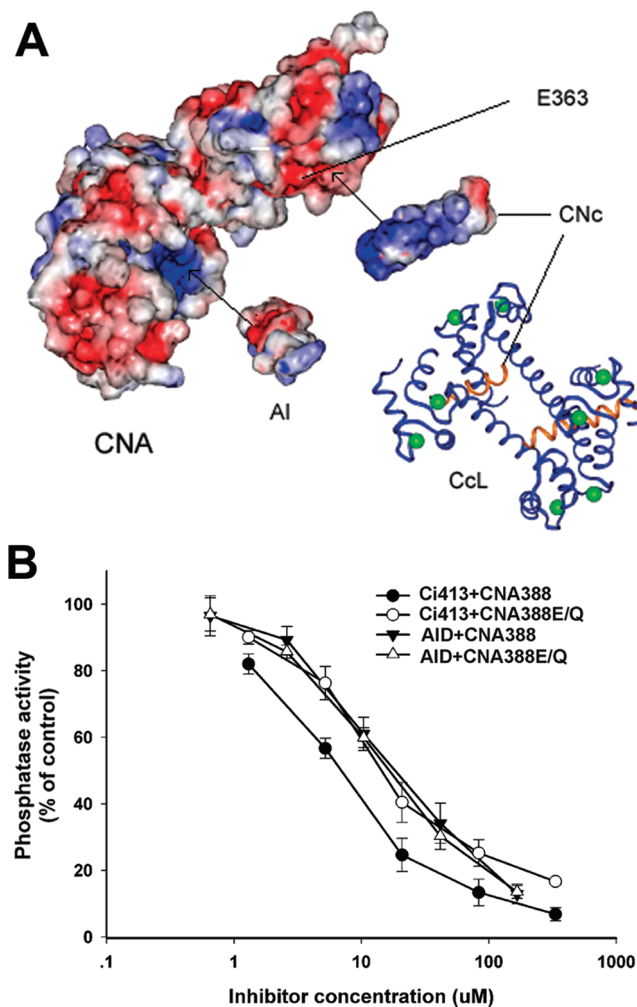 A
E363
CNc
AI
CNA
CcL
B
Ci413+CNA388
Ci413+CNA388E/Q
AID+CNA388
AID+CNA388E/Q
Phosphatase activity
(% of control)
100
80
60
40
20
0
.1
1
10
100
1000
Inhibitor concentration (uM)